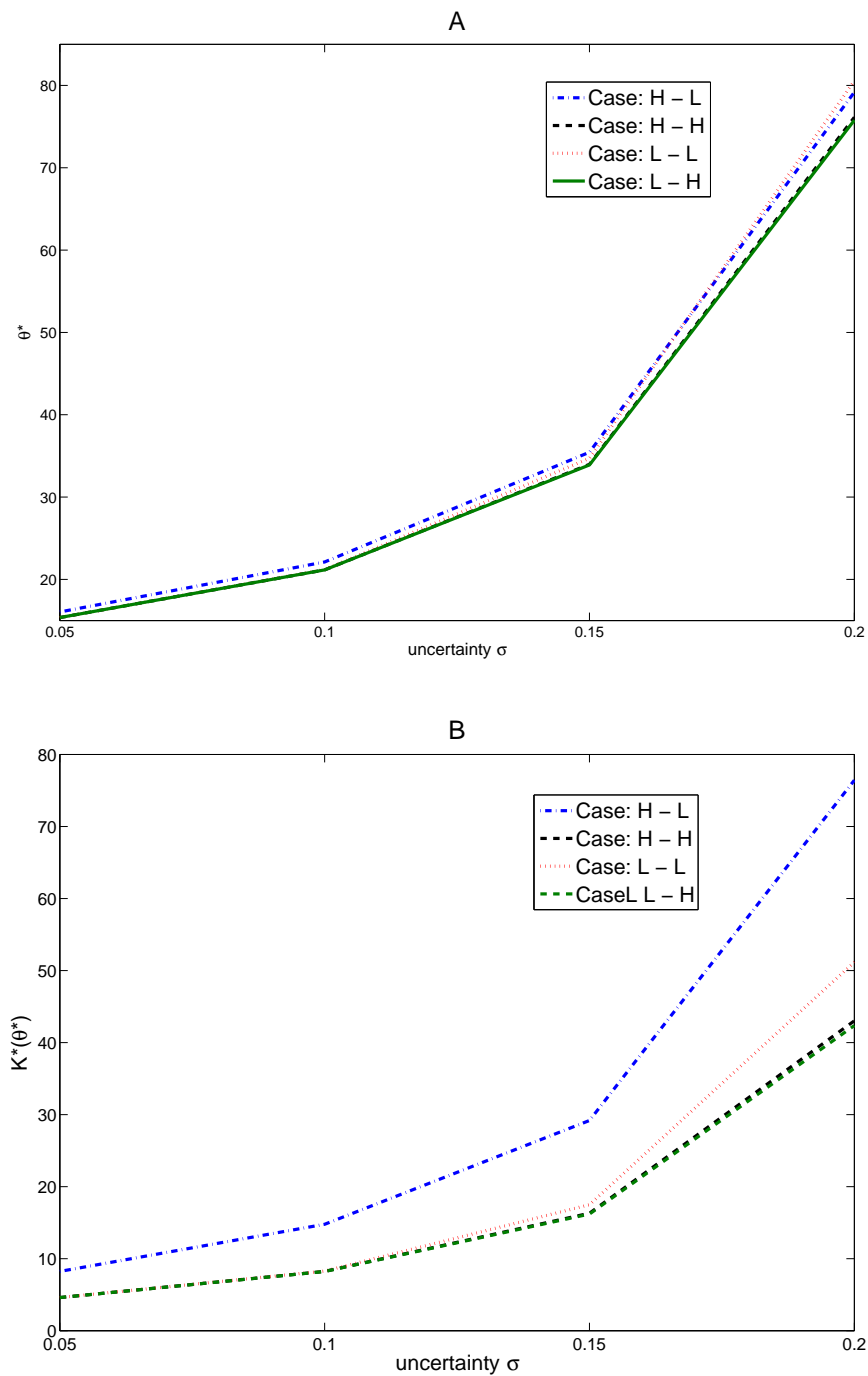 A
80
70
60
50
40
30
20
θ*
0.05
0.1
0.15
0.2
uncertainty σ
Case: H − L
Case: H − H
Case: L − L
Case: L − H
B
80
70
60
50
40
30
20
10
0
K*(θ*)
0.05
0.1
0.15
0.2
uncertainty σ
Case: H − L
Case: H − H
Case: L − L
CaseL L − H